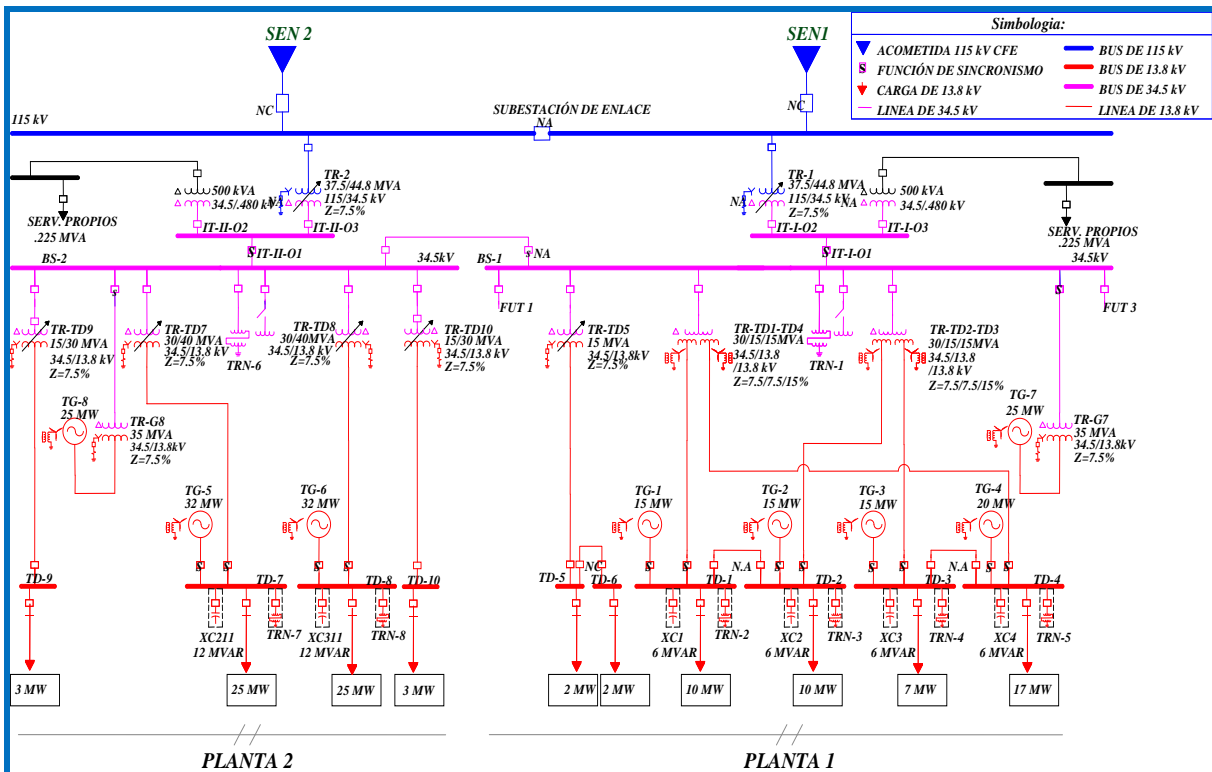 SEN 2
SEN1
Simbologia:
ACOMETIDA 115 kV CFE
BUS DE 115 kV
S
FUNCIÓN DE SINCRONISMO
BUS DE 13.8 kV
CARGA DE 13.8 kV
BUS DE 34.5 kV
LINEA DE 34.5 kV
LINEA DE 13.8 kV
NC
NC
115 kV
SUBESTACIÓN DE ENLACE
NA
500 kVA
34.5/.480 kV
TR-2
37.5/44.8 MVA
115/34.5 kV
Z=7.5%
NA
TR-1
37.5/44.8 MVA
115/34.5 kV
Z=7.5%
NA
NA
500 kVA
34.5/.480 kV
SERV. PROPIOS
.225 MVA
SERV. PROPIOS
.225 MVA
IT-II-O2
IT-II-O3
IT-I-O2
IT-I-O3
S
IT-II-O1
S
IT-I-O1
BS-2
34.5kV
BS-1
s
NA
34.5kV
s
S
FUT 1
FUT 3
TR-TD9
15/30 MVA
34.5/13.8 kV
Z=7.5%
TR-TD7
30/40 MVA
34.5/13.8 kV
Z=7.5%
TRN-6
TR-TD8
30/40MVA
34.5/13.8 kV
Z=7.5%
TR-TD10
15/30 MVA
34.5/13.8 kV
Z=7.5%
TR-TD5
15 MVA
34.5/13.8kV
Z=7.5%
TR-TD1-TD4
30/15/15MVA
34.5/13.8
/13.8 kV
Z=7.5/7.5/15%
TRN-1
TR-TD2-TD3
30/15/15MVA
34.5/13.8
/13.8 kV
Z=7.5/7.5/15%
TG-8
25 MW
TR-G8
35 MVA
34.5/13.8kV
Z=7.5%
TG-7
25 MW
TR-G7
35 MVA
34.5/13.8kV
Z=7.5%
TG-5
32 MW
TG-6
32 MW
TG-1
15 MW
TG-2
15 MW
TG-3
15 MW
TG-4
20 MW
S
S
S
S
NC
S
S
N.A
S
S
S
N.A
S
S
TD-9
TD-7
TD-8
TD-10
TD-5
TD-6
TD-1
TD-2
TD-3
TD-4
XC211
12 MVAR
TRN-7
XC311
12 MVAR
TRN-8
XC1
6 MVAR
TRN-2
XC2
6 MVAR
TRN-3
XC3
6 MVAR
TRN-4
XC4
6 MVAR
TRN-5
3 MW
25 MW
25 MW
3 MW
2 MW
2 MW
10 MW
10 MW
7 MW
17 MW
PLANTA 2
PLANTA 1